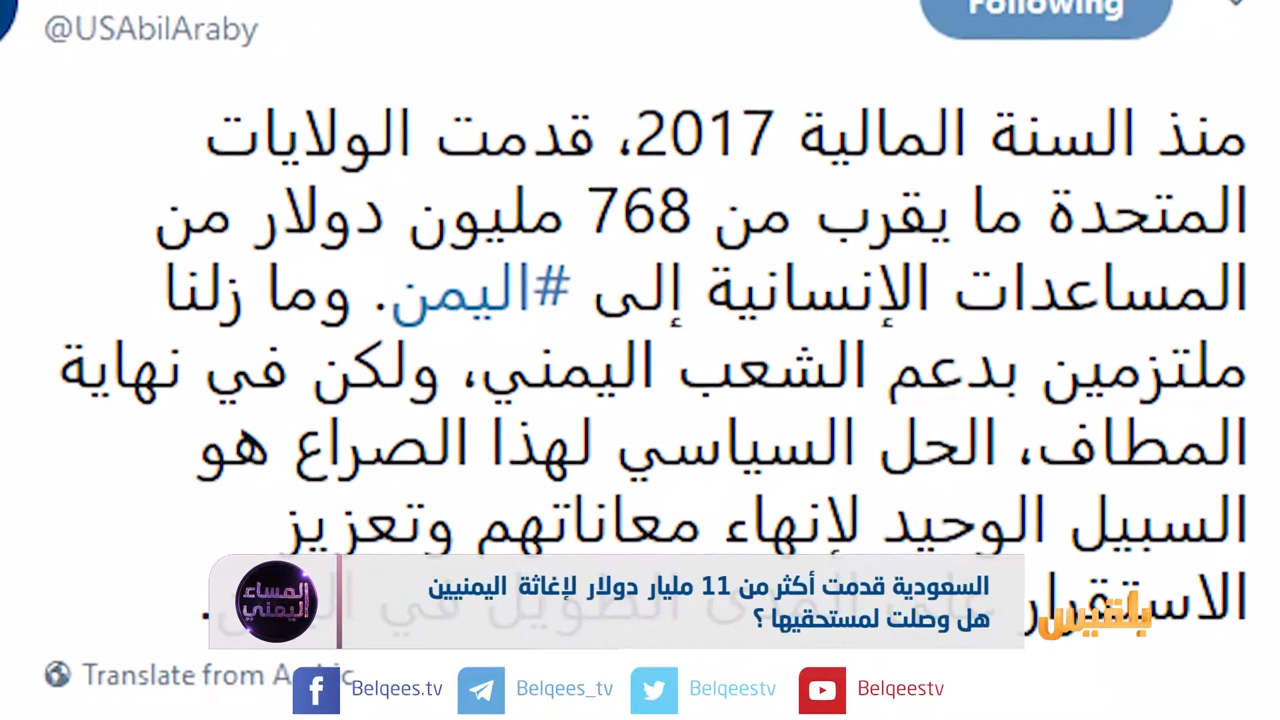 @USAbilAraby
Following
منذ السنة المالية 2017، قدمت الولايات
المتحدة ما يقرب من 768 مليون دولار من
المساعدات الإنسانية إلى #اليمن. وما زلنا
ملتزمين بدعم الشعب اليمني، ولكن في نهاية
المطاف، الحل السياسي لهذا الصراع هو
السبيل الوحيد لإنهاء معاناتهم وتعزيز
الاستقرار
المساء اليمني
السعودية قدمت أكثر من 11 مليار دولار لإغاثة اليمنيين
هل وصلت لمستحقيها ؟
بلقيس
Translate from
Belqees.tv
Belqees_tv
Belqeestv
Belqeestv